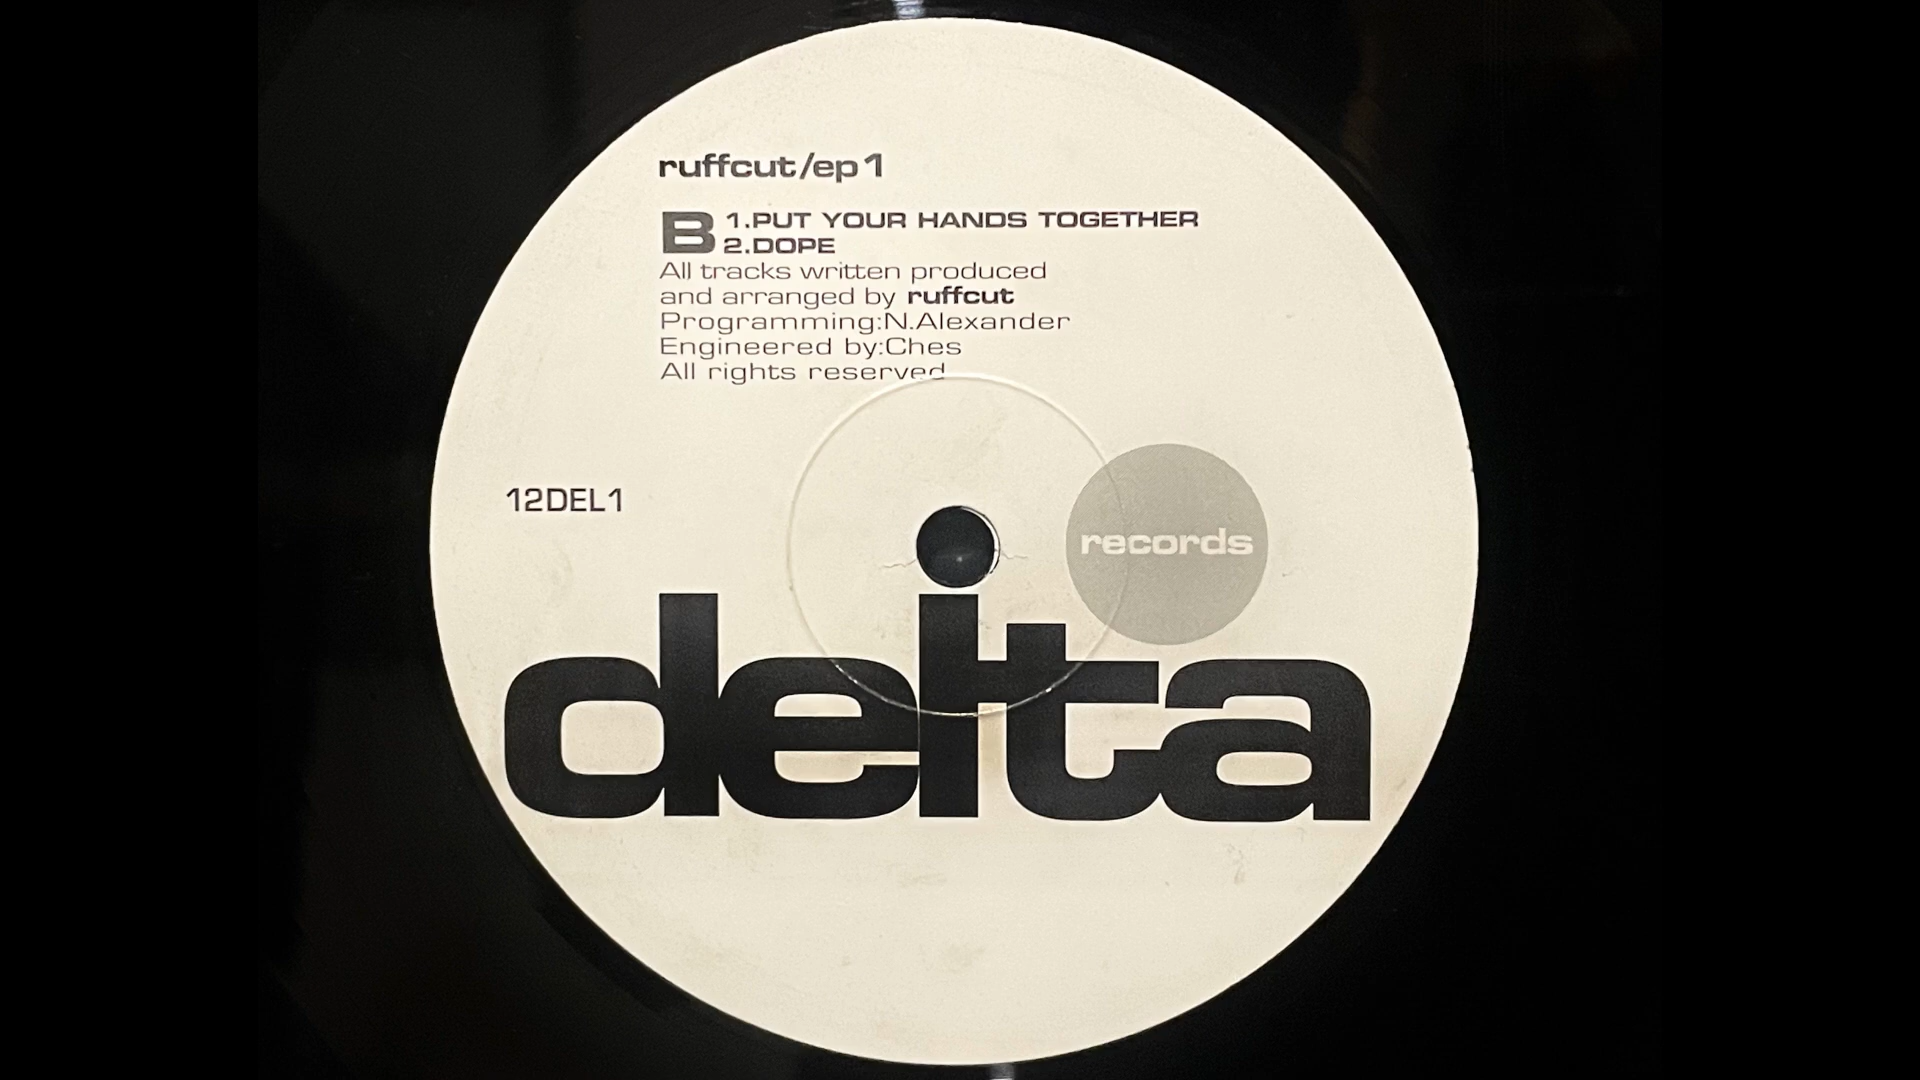 ruffcut/ep1
B 1.PUT YOUR HANDS TOGETHER
2.DOPE
All tracks written produced
and arranged by ruffcut
Programming:N.Alexander
Engineered by:Ches
All rights reserved
12DEL1
records
delta